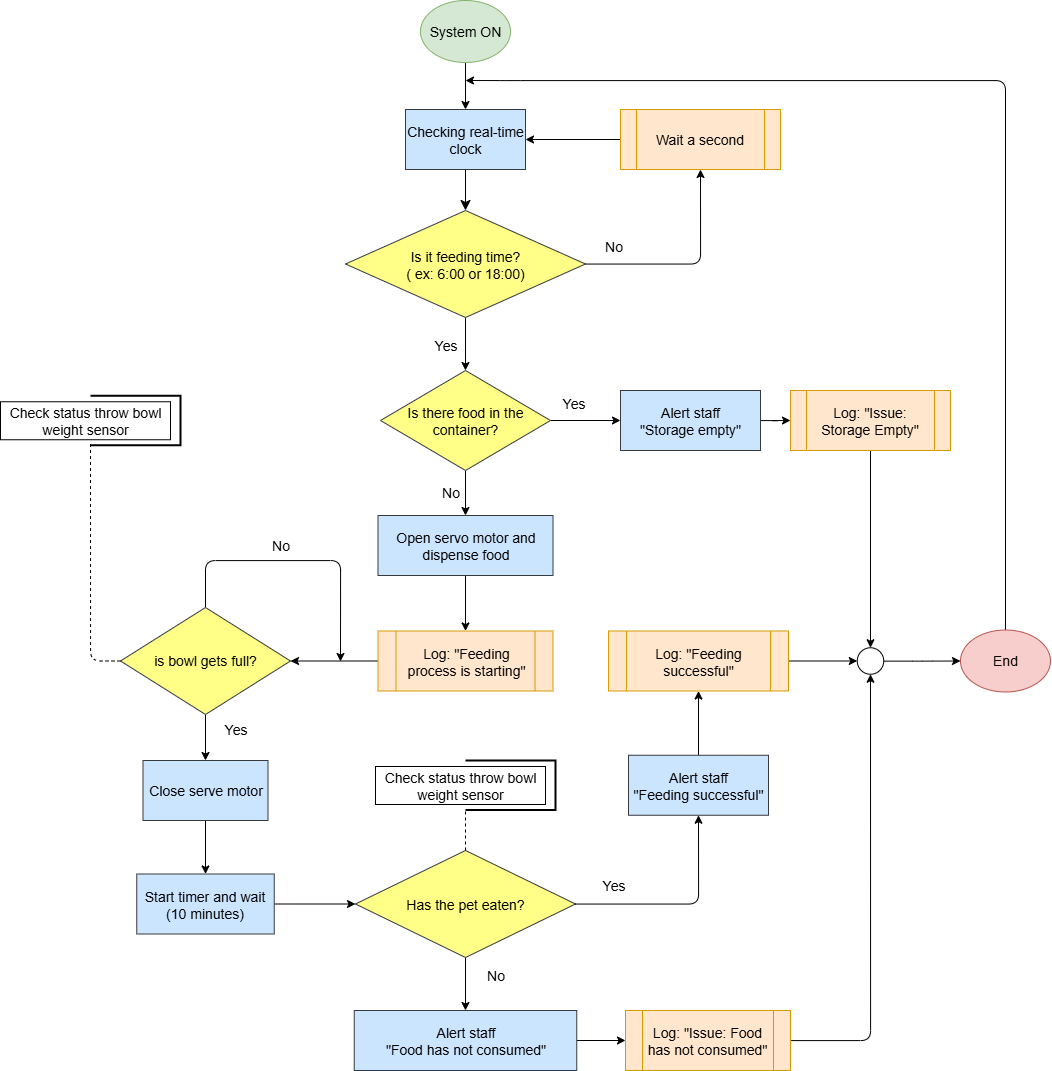 System ON
Checking real-time
clock
Wait a second
Is it feeding time?
( ex: 6:00 or 18:00)
No
Yes
Is there food in the
container?
Yes
Alert staff
"Storage empty"
Log: "Issue:
Storage Empty"
Check status throw bowl
weight sensor
No
Open servo motor and
dispense food
No
is bowl gets full?
Log: "Feeding
process is starting"
Log: "Feeding
successful"
End
Yes
Close serve motor
Check status throw bowl
weight sensor
Alert staff
"Feeding successful"
Start timer and wait
(10 minutes)
Has the pet eaten?
Yes
No
Alert staff
"Food has not consumed"
Log: "Issue: Food
has not consumed"